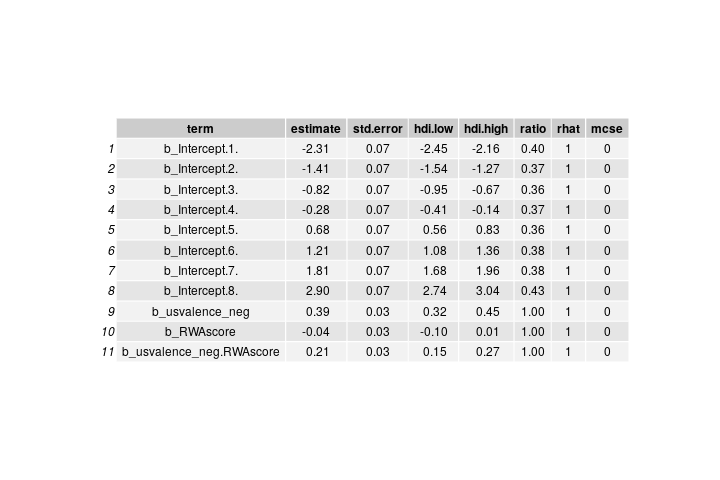 term estimate std.error hdi.low hdi.high ratio rhat mcse
1 b_Intercept.1. -2.31 0.07 -2.45 -2.16 0.40 1 0
2 b_Intercept.2. -1.41 0.07 -1.54 -1.27 0.37 1 0
3 b_Intercept.3. -0.82 0.07 -0.95 -0.67 0.36 1 0
4 b_Intercept.4. -0.28 0.07 -0.41 -0.14 0.37 1 0
5 b_Intercept.5. 0.68 0.07 0.56 0.83 0.36 1 0
6 b_Intercept.6. 1.21 0.07 1.08 1.36 0.38 1 0
7 b_Intercept.7. 1.81 0.07 1.68 1.96 0.38 1 0
8 b_Intercept.8. 2.90 0.07 2.74 3.04 0.43 1 0
9 b_usvalence_neg 0.39 0.03 0.32 0.45 1.00 1 0
10 b_RWAscore -0.04 0.03 -0.10 0.01 1.00 1 0
11 b_usvalence_neg.RWAscore 0.21 0.03 0.15 0.27 1.00 1 0